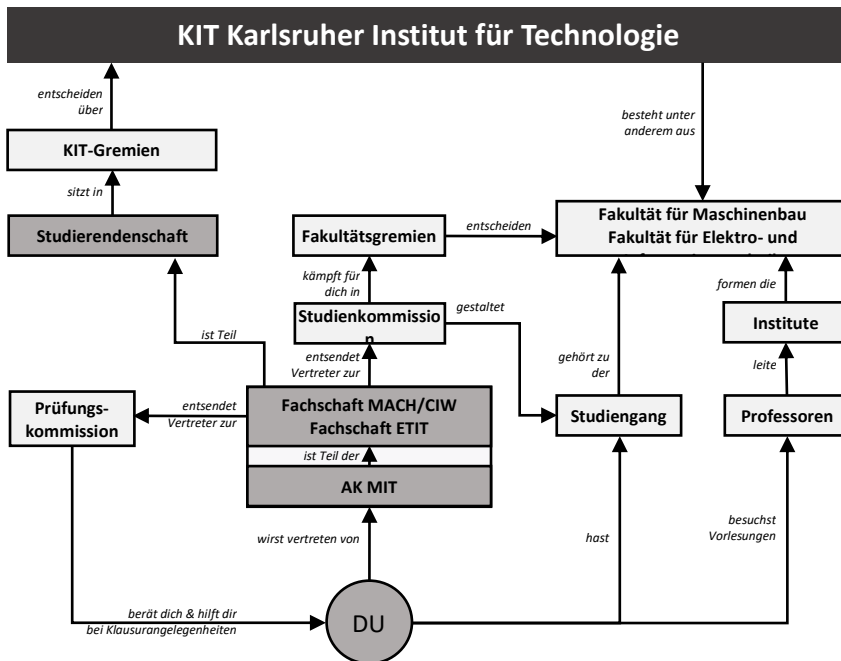 KIT Karlsruher Institut für Technologie
entscheiden
über
besteht unter
anderem aus
KIT-Gremien
sitzt in
Studierendenschaft
Fakultätsgremien
entscheiden
Fakultät für Maschinenbau
Fakultät für Elektro- und
kämpft für
dich in
gestaltet
formen die
Studienkommissio
n
Institute
ist Teil
entsendet
Vertreter zur
gehört zu
der
leite
Prüfungs-
kommission
entsendet
Vertreter zur
Fachschaft MACH/CIW
Fachschaft ETIT
Studiengang
Professoren
ist Teil der
AK MIT
wirst vertreten von
hast
besuchst
Vorlesungen
berät dich & hilft dir
bei Klausurangelegenheiten
DU